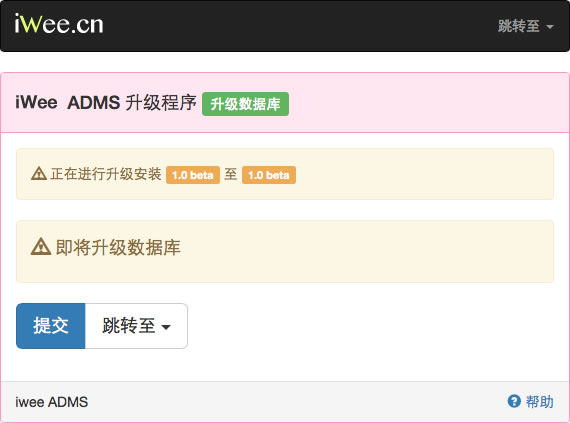 iWee.cn 跳转至
iWee ADMS 升级程序 升级数据库
正在进行升级安装 1.0 beta 至 1.0 beta
即将升级数据库
提交 跳转至
iwee ADMS 帮助